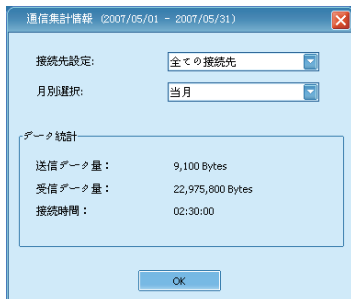 通信集計情報 (2007/05/01 - 2007/05/31)
接続先設定: 全ての接続先
月別選択: 当月
データ統計
送信データ量: 9,100 Bytes
受信データ量: 22,975,800 Bytes
接続時間: 02:30:00
OK